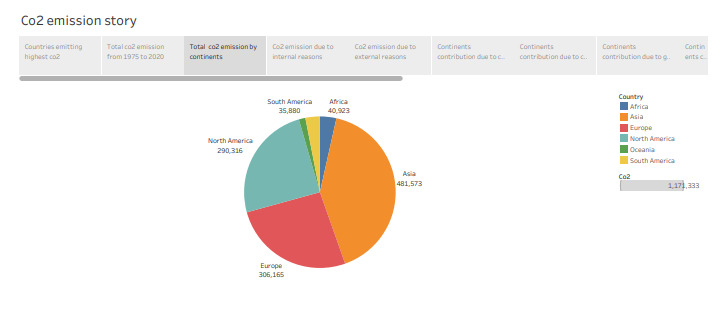 Co2 emission story
Countries emitting
highest co2
Total co2 emission
from 1975 to 2020
Total co2 emission by
continents
Co2 emission due to
internal reasons
Co2 emission due to
external reasons
Continents
contribution due to c..
Continents
contribution due to c..
Continents
contribution due to g..
Contin
ents c..
South America
35,880
Africa
40,923
North America
290,316
Asia
481,573
Europe
306,165
Country
Africa
Asia
Europe
North America
Oceania
South America
Co2
1,171,333